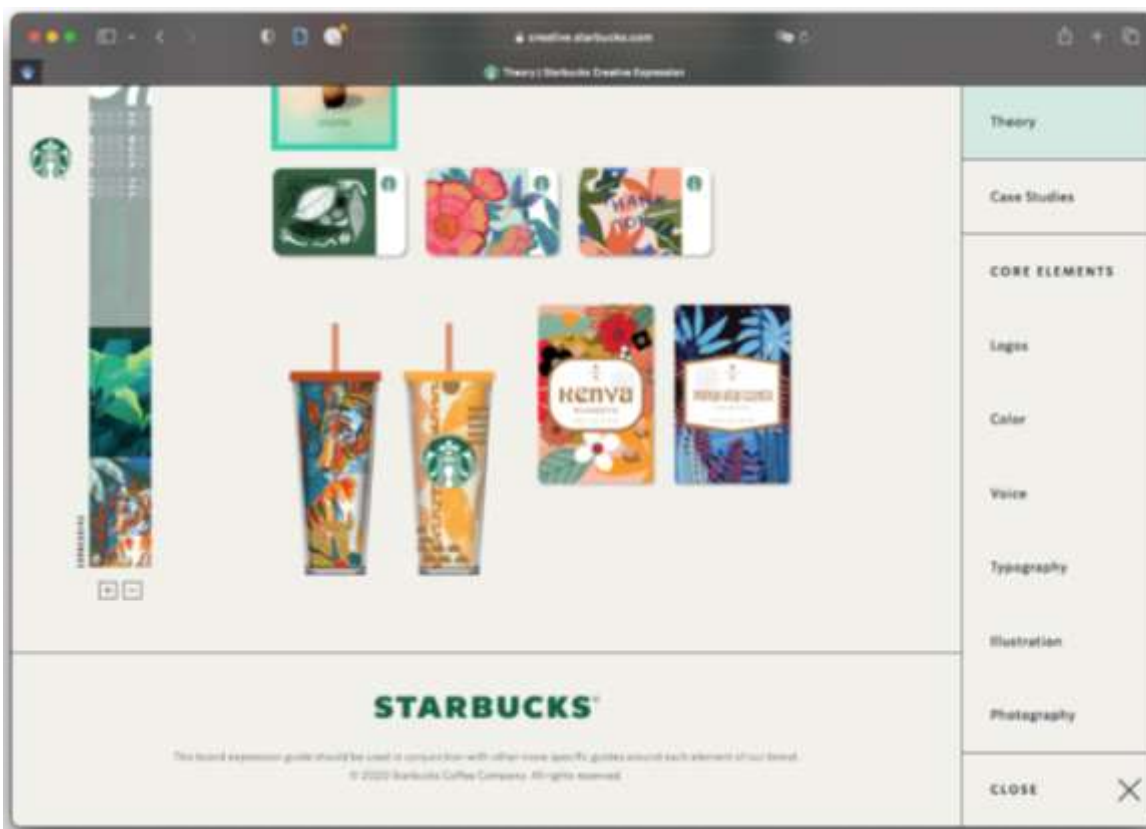 creative.starbucks.com
Theory | Starbucks Creative Expression
Theory
Case Studies
THANK
YOU
CORE ELEMENTS
Logos
Kenya
Color
Voice
Typography
Illustration
Photography
STARBUCKS
This brand expression guide should be used in conjunction with other more specific guides around each element of our brand.
© 2020 Starbucks Coffee Company. All rights reserved.
CLOSE